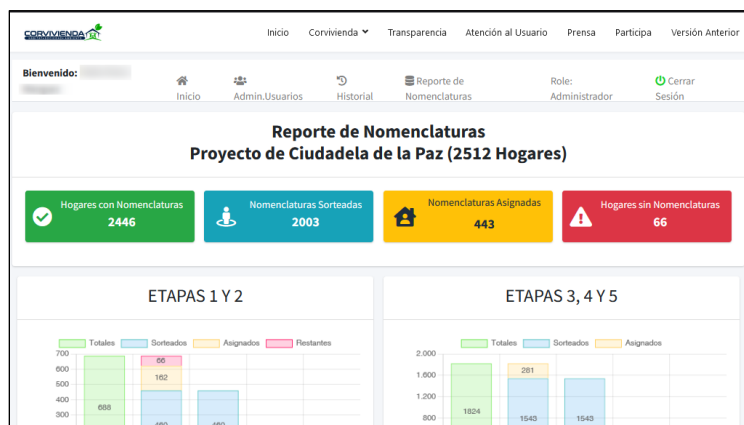 CORVIVIENDA
Inicio Corvivienda Transparencia Atención al Usuario Prensa Participa Versión Anterior
Bienvenido:
Inicio Admin.Usuarios Historial Reporte de Nomenclaturas Role: Administrador Cerrar Sesión
Reporte de Nomenclaturas
Proyecto de Ciudadela de la Paz (2512 Hogares)
Hogares con Nomenclaturas
2446
Nomenclaturas Sorteadas
2003
Nomenclaturas Asignadas
443
Hogares sin Nomenclaturas
66
ETAPAS 1 Y 2
Totales Sorteados Asignados Restantes
700
600
500
400
300
688
66
162
460
460
ETAPAS 3, 4 Y 5
Totales Sorteados Asignados
2.000
1.600
1.200
800
1824
281
1543
1543